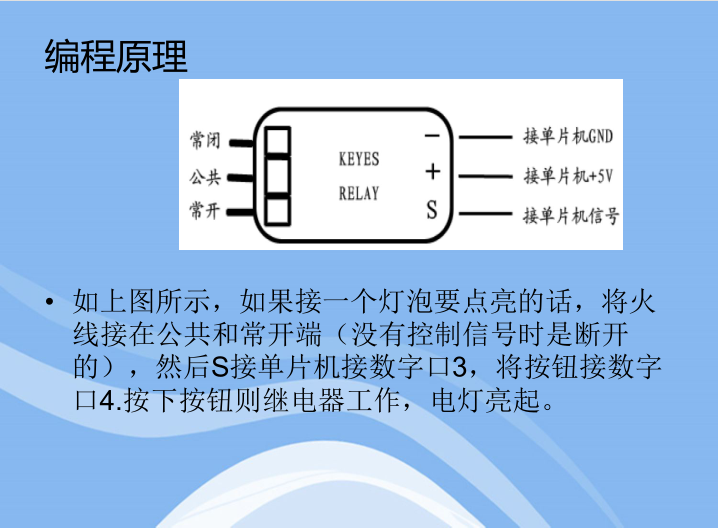 编程原理
常闭
公共
常开
KEYES
RELAY
−
+
S
接单片机GND
接单片机+5V
接单片机信号
• 如上图所示，如果接一个灯泡要点亮的话，将火
线接在公共和常开端（没有控制信号时是断开
的），然后S接单片机接数字口3，将按钮接数字
口4.按下按钮则继电器工作，电灯亮起。